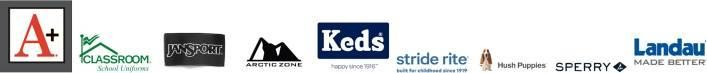 A+
CLASSROOM
School Uniforms
JANSPORT
ARCTIC ZONE
Keds
happy since 1916
stride rite
built for childhood since 1919
Hush Puppies
SPERRY
Landau
MADE BETTER